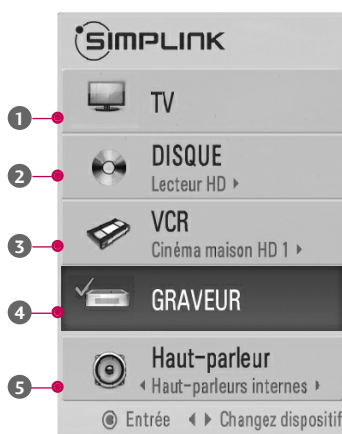 SIMPLINK
1 TV
2 DISQUE
Lecteur HD ▸
3 VCR
Cinéma maison HD 1 ▸
4 GRAVEUR
5 Haut-parleur
◂ Haut-parleurs internes ▸
◉ Entrée ◂ ▸ Changez dispositif